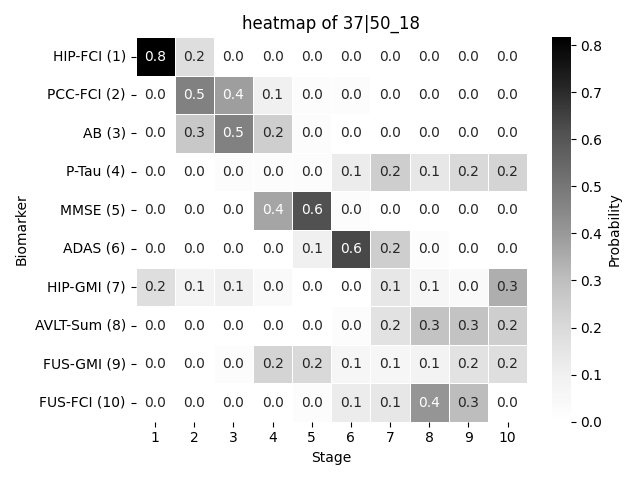 heatmap of 37|50_18
HIP-FCI (1) 0.8 0.2 0.0 0.0 0.0 0.0 0.0 0.0 0.0 0.0
PCC-FCI (2) 0.0 0.5 0.4 0.1 0.0 0.0 0.0 0.0 0.0 0.0
AB (3) 0.0 0.3 0.5 0.2 0.0 0.0 0.0 0.0 0.0 0.0
P-Tau (4) 0.0 0.0 0.0 0.0 0.0 0.1 0.2 0.1 0.2 0.2
MMSE (5) 0.0 0.0 0.0 0.4 0.6 0.0 0.0 0.0 0.0 0.0
ADAS (6) 0.0 0.0 0.0 0.0 0.1 0.6 0.2 0.0 0.0 0.0
HIP-GMI (7) 0.2 0.1 0.1 0.0 0.0 0.0 0.1 0.1 0.0 0.3
AVLT-Sum (8) 0.0 0.0 0.0 0.0 0.0 0.0 0.2 0.3 0.3 0.2
FUS-GMI (9) 0.0 0.0 0.0 0.2 0.2 0.1 0.1 0.1 0.2 0.2
FUS-FCI (10) 0.0 0.0 0.0 0.0 0.0 0.1 0.1 0.4 0.3 0.0
1 2 3 4 5 6 7 8 9 10
Stage
Biomarker
0.8
0.7
0.6
0.5
0.4
0.3
0.2
0.1
0.0
Probability